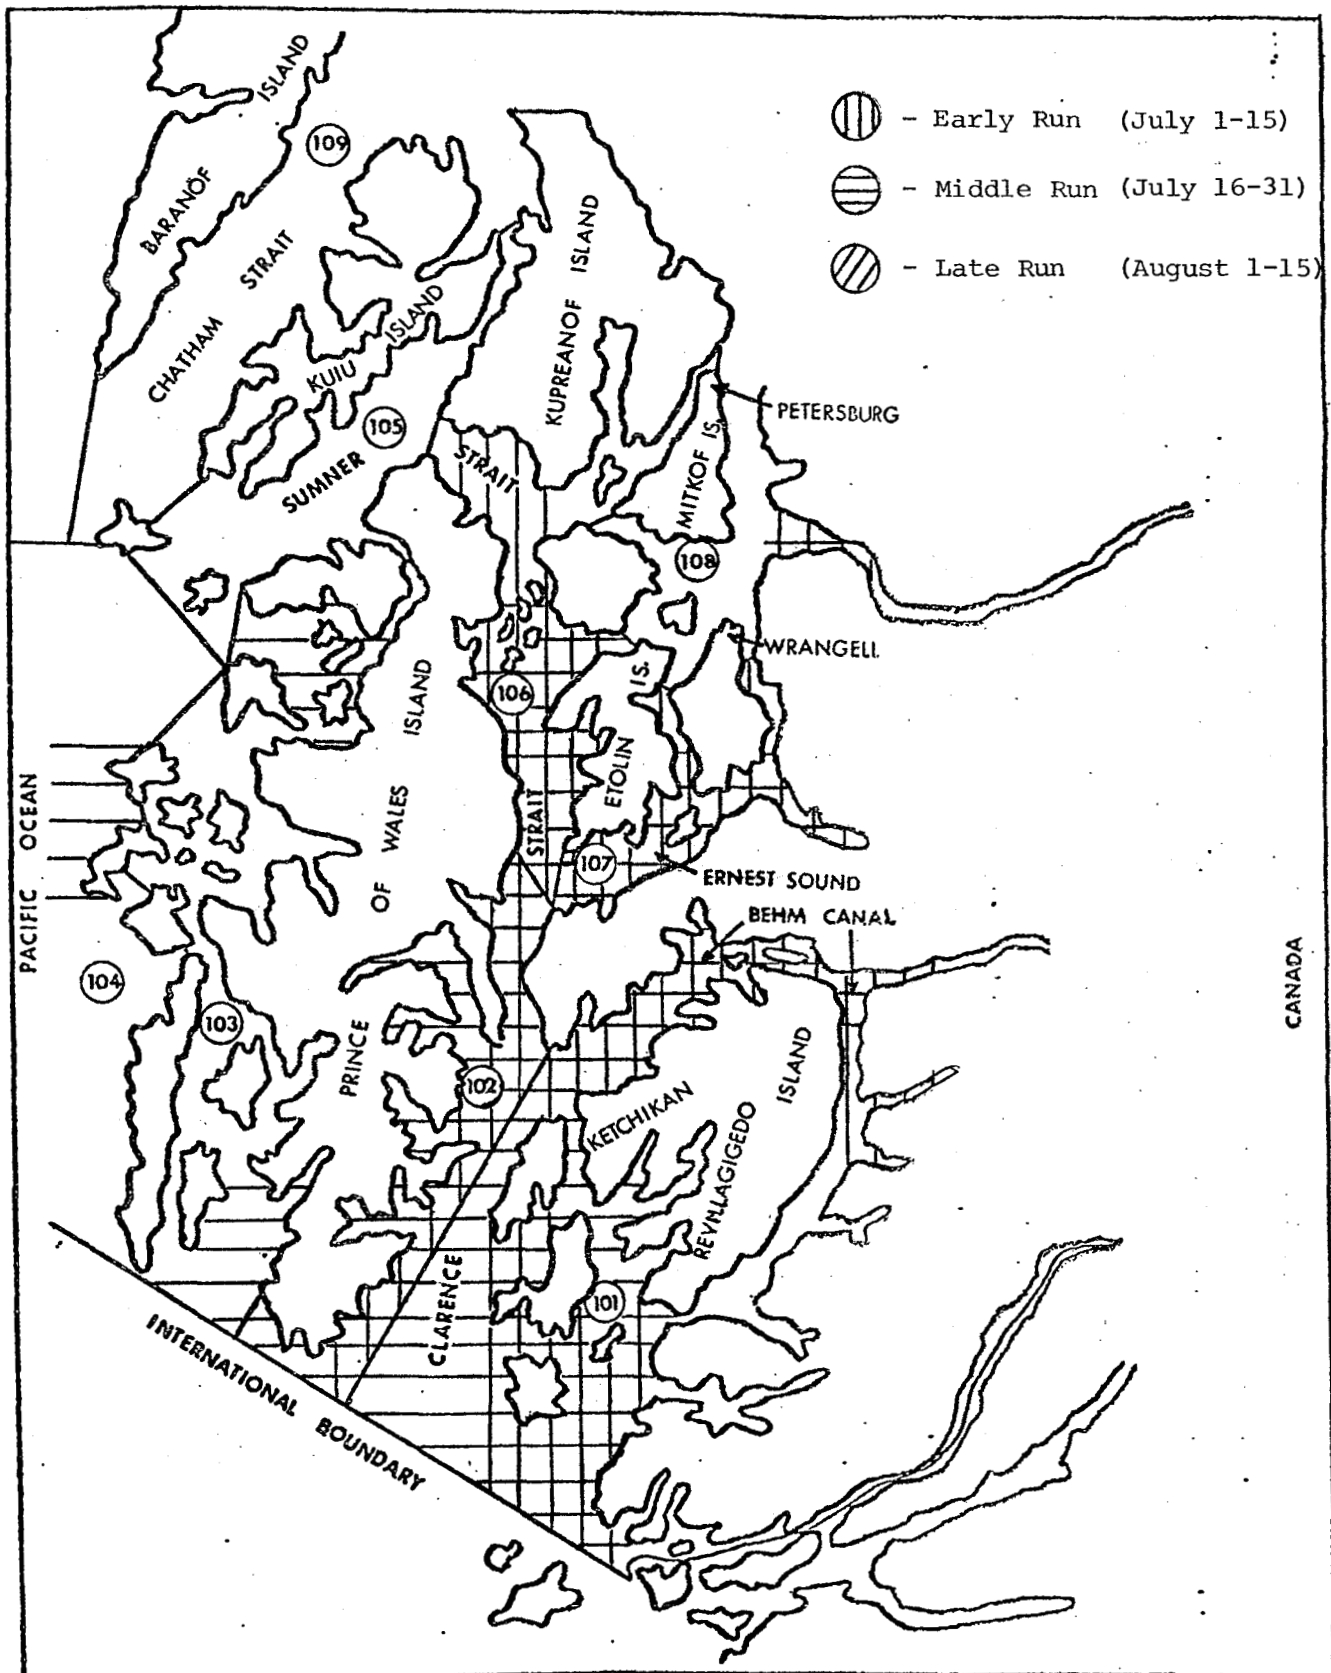 - Early Run (July 1-15)
- Middle Run (July 16-31)
- Late Run (August 1-15)
BARANOF ISLAND
109
CHATHAM STRAIT
KUIU ISLAND
KUPREANOF ISLAND
105
SUMNER STRAIT
PETERSBURG
MITKOF IS.
108
WRANGELL
106
ETOLIN IS.
PRINCE OF WALES ISLAND
PACIFIC OCEAN
107
ERNEST SOUND
BEHM CANAL
104
103
CANADA
102
KETCHIKAN
REVILLAGIGEDO ISLAND
CLARENCE STRAIT
101
INTERNATIONAL BOUNDARY